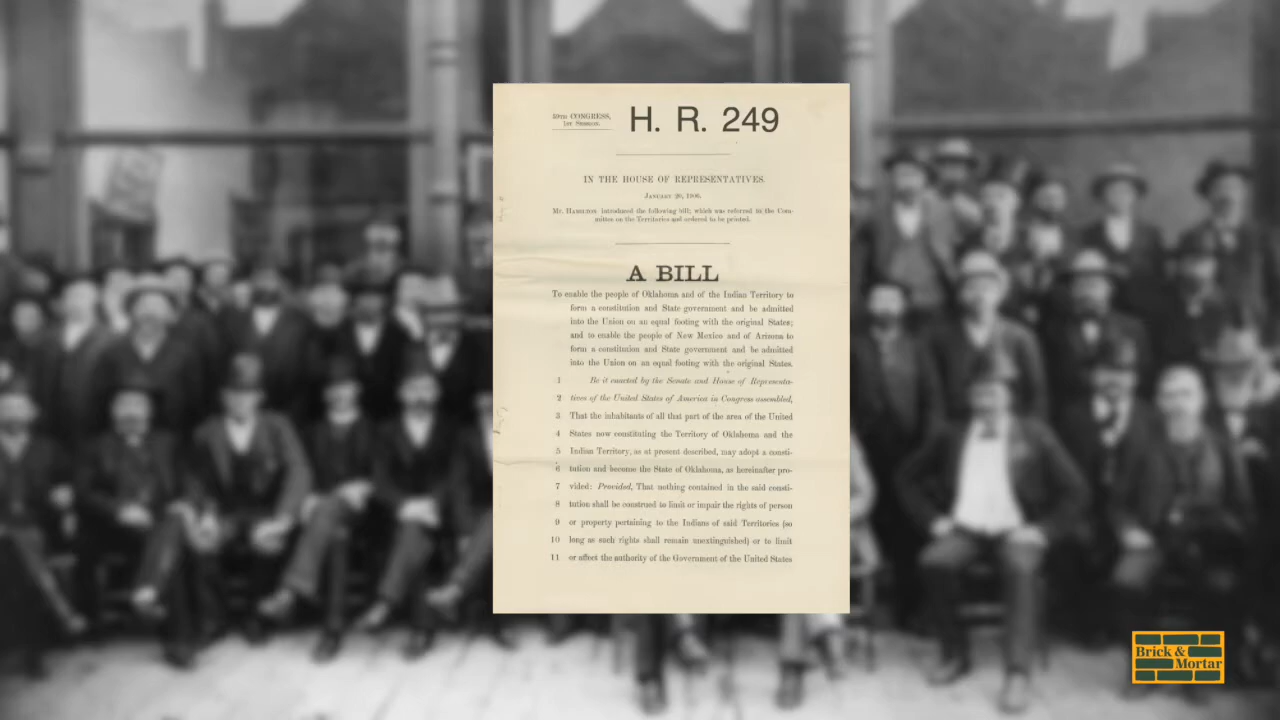 59TH CONGRESS,
1ST SESSION.
H. R. 249
IN THE HOUSE OF REPRESENTATIVES.
JANUARY 20, 1906.
Mr. HAMILTON introduced the following bill; which was referred to the Com-
mittee on the Territories and ordered to be printed.
A BILL
To enable the people of Oklahoma and of the Indian Territory to
form a constitution and State government and be admitted
into the Union on an equal footing with the original States;
and to enable the people of New Mexico and of Arizona to
form a constitution and State government and be admitted
into the Union on an equal footing with the original States.
1 Be it enacted by the Senate and House of Representa-
2 tives of the United States of America in Congress assembled,
3 That the inhabitants of all that part of the area of the United
4 States now constituting the Territory of Oklahoma and the
5 Indian Territory, as at present described, may adopt a consti-
6 tution and become the State of Oklahoma, as hereinafter pro-
7 vided: Provided, That nothing contained in the said consti-
8 tution shall be construed to limit or impair the rights of person
9 or property pertaining to the Indians of said Territories (so
10 long as such rights shall remain unextinguished) or to limit
11 or affect the authority of the Government of the United States
Brick &
Mortar